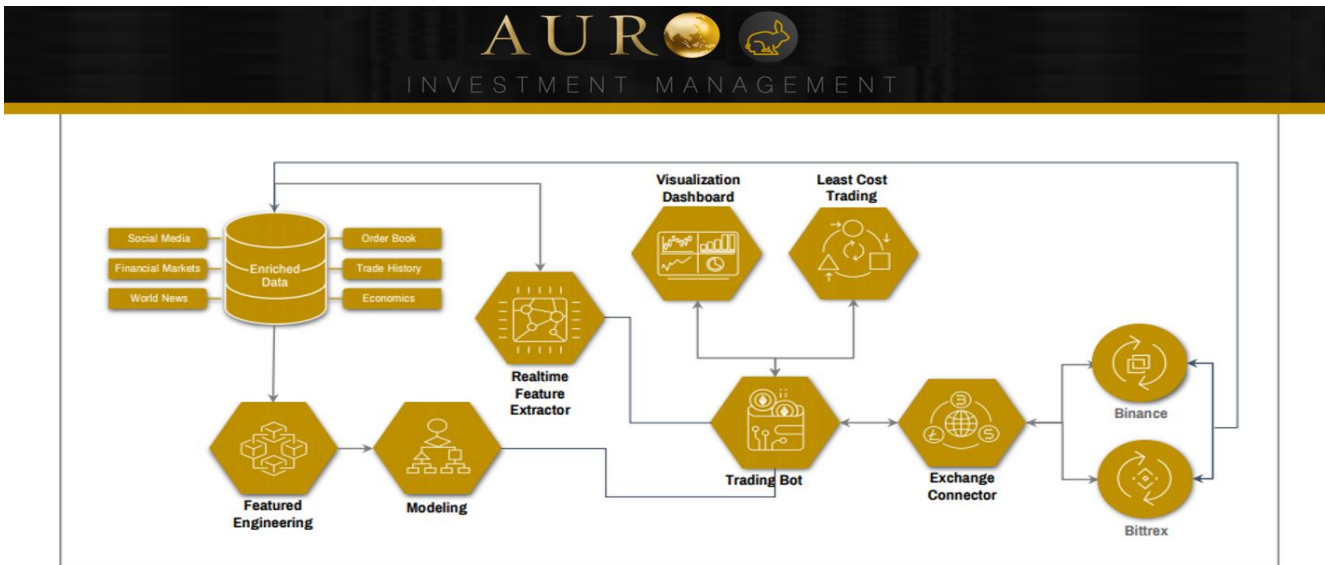 AURO
INVESTMENT MANAGEMENT
Visualization
Dashboard
Least Cost
Trading
Social Media
Financial Markets
World News
Enriched
Data
Order Book
Trade History
Economics
Realtime
Feature
Extractor
Featured
Engineering
Modeling
Trading Bot
Exchange
Connector
Binance
Bittrex